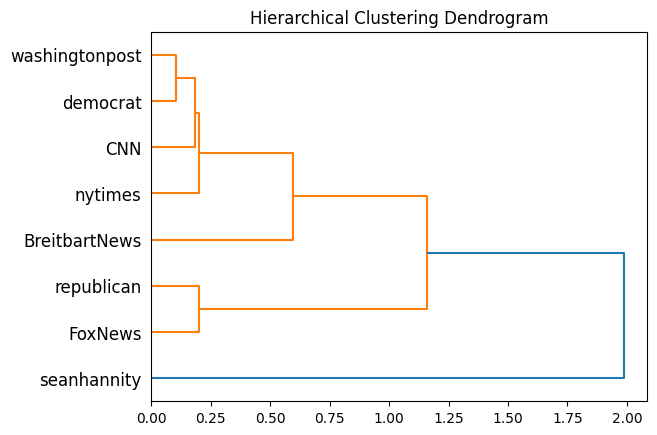 Hierarchical Clustering Dendrogram
washingtonpost
democrat
CNN
nytimes
BreitbartNews
republican
FoxNews
seanhannity
0.00 0.25 0.50 0.75 1.00 1.25 1.50 1.75 2.00